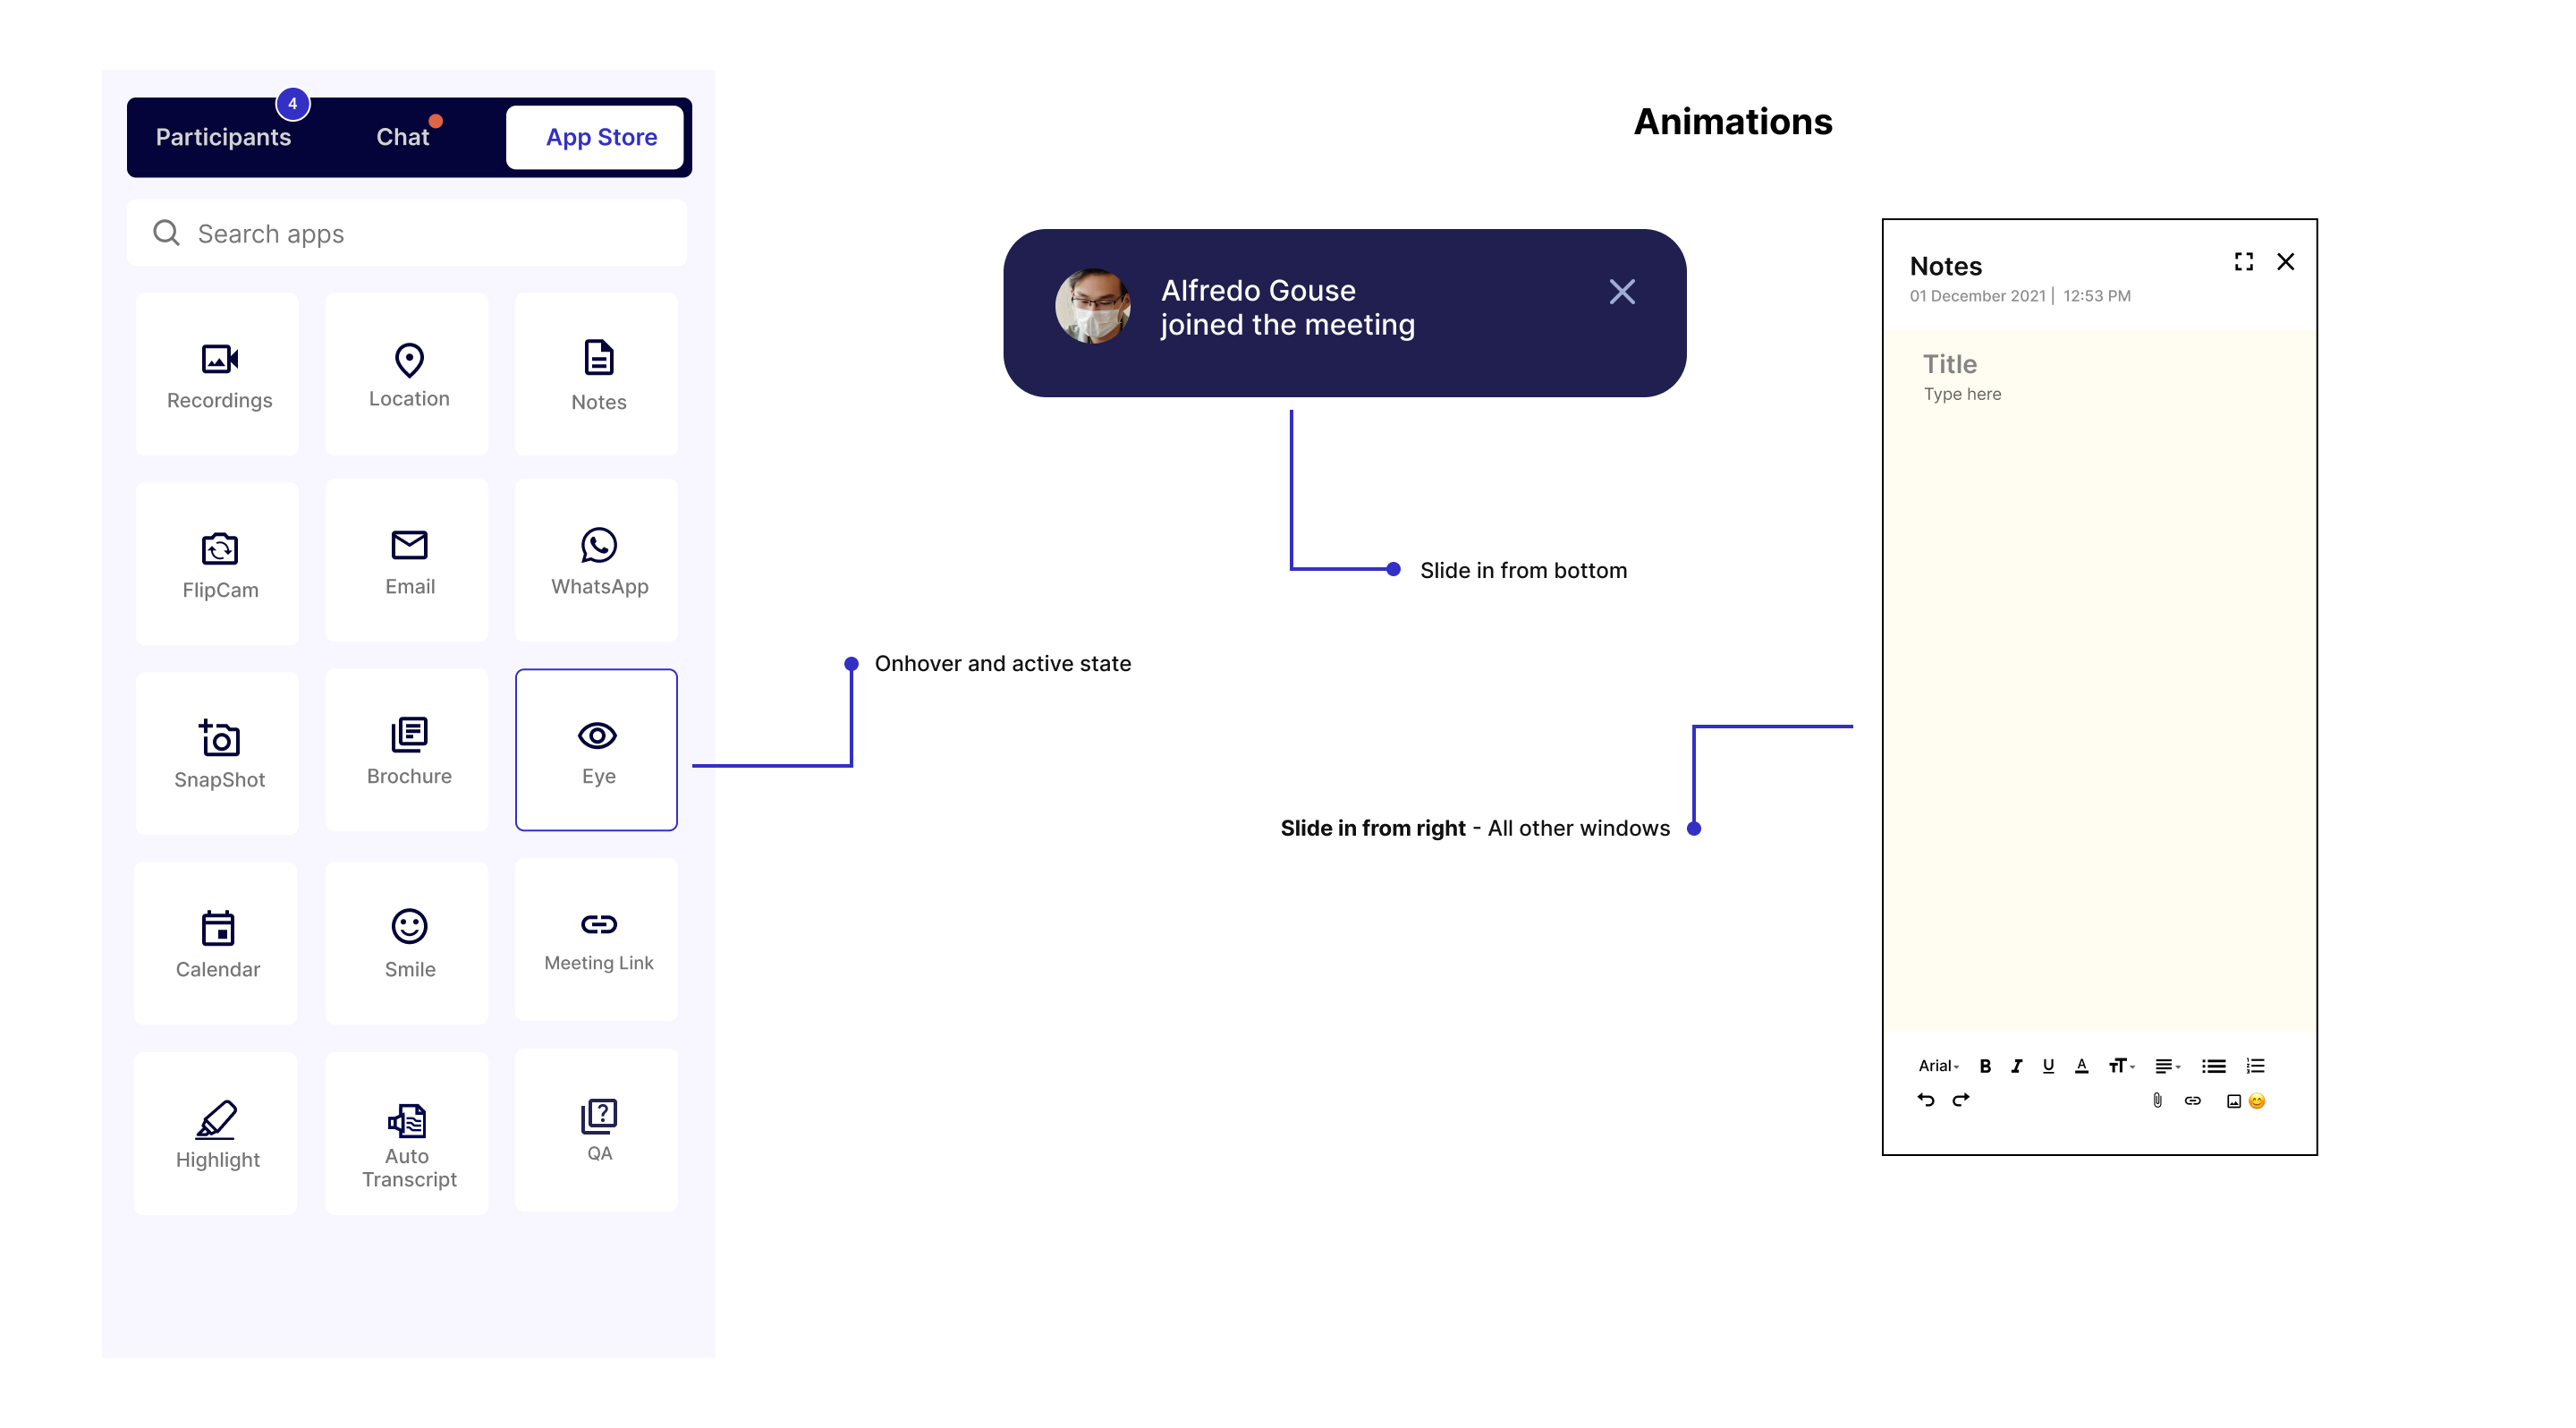 4
Participants
Chat
App Store
Search apps
Recordings
Location
Notes
FlipCam
Email
WhatsApp
SnapShot
Brochure
Eye
Calendar
Smile
Meeting Link
Highlight
Auto
Transcript
QA
Onhover and active state
Animations
Alfredo Gouse
joined the meeting
Slide in from bottom
Slide in from right - All other windows
Notes
01 December 2021 | 12:53 PM
Title
Type here
Arial
B I U A TT